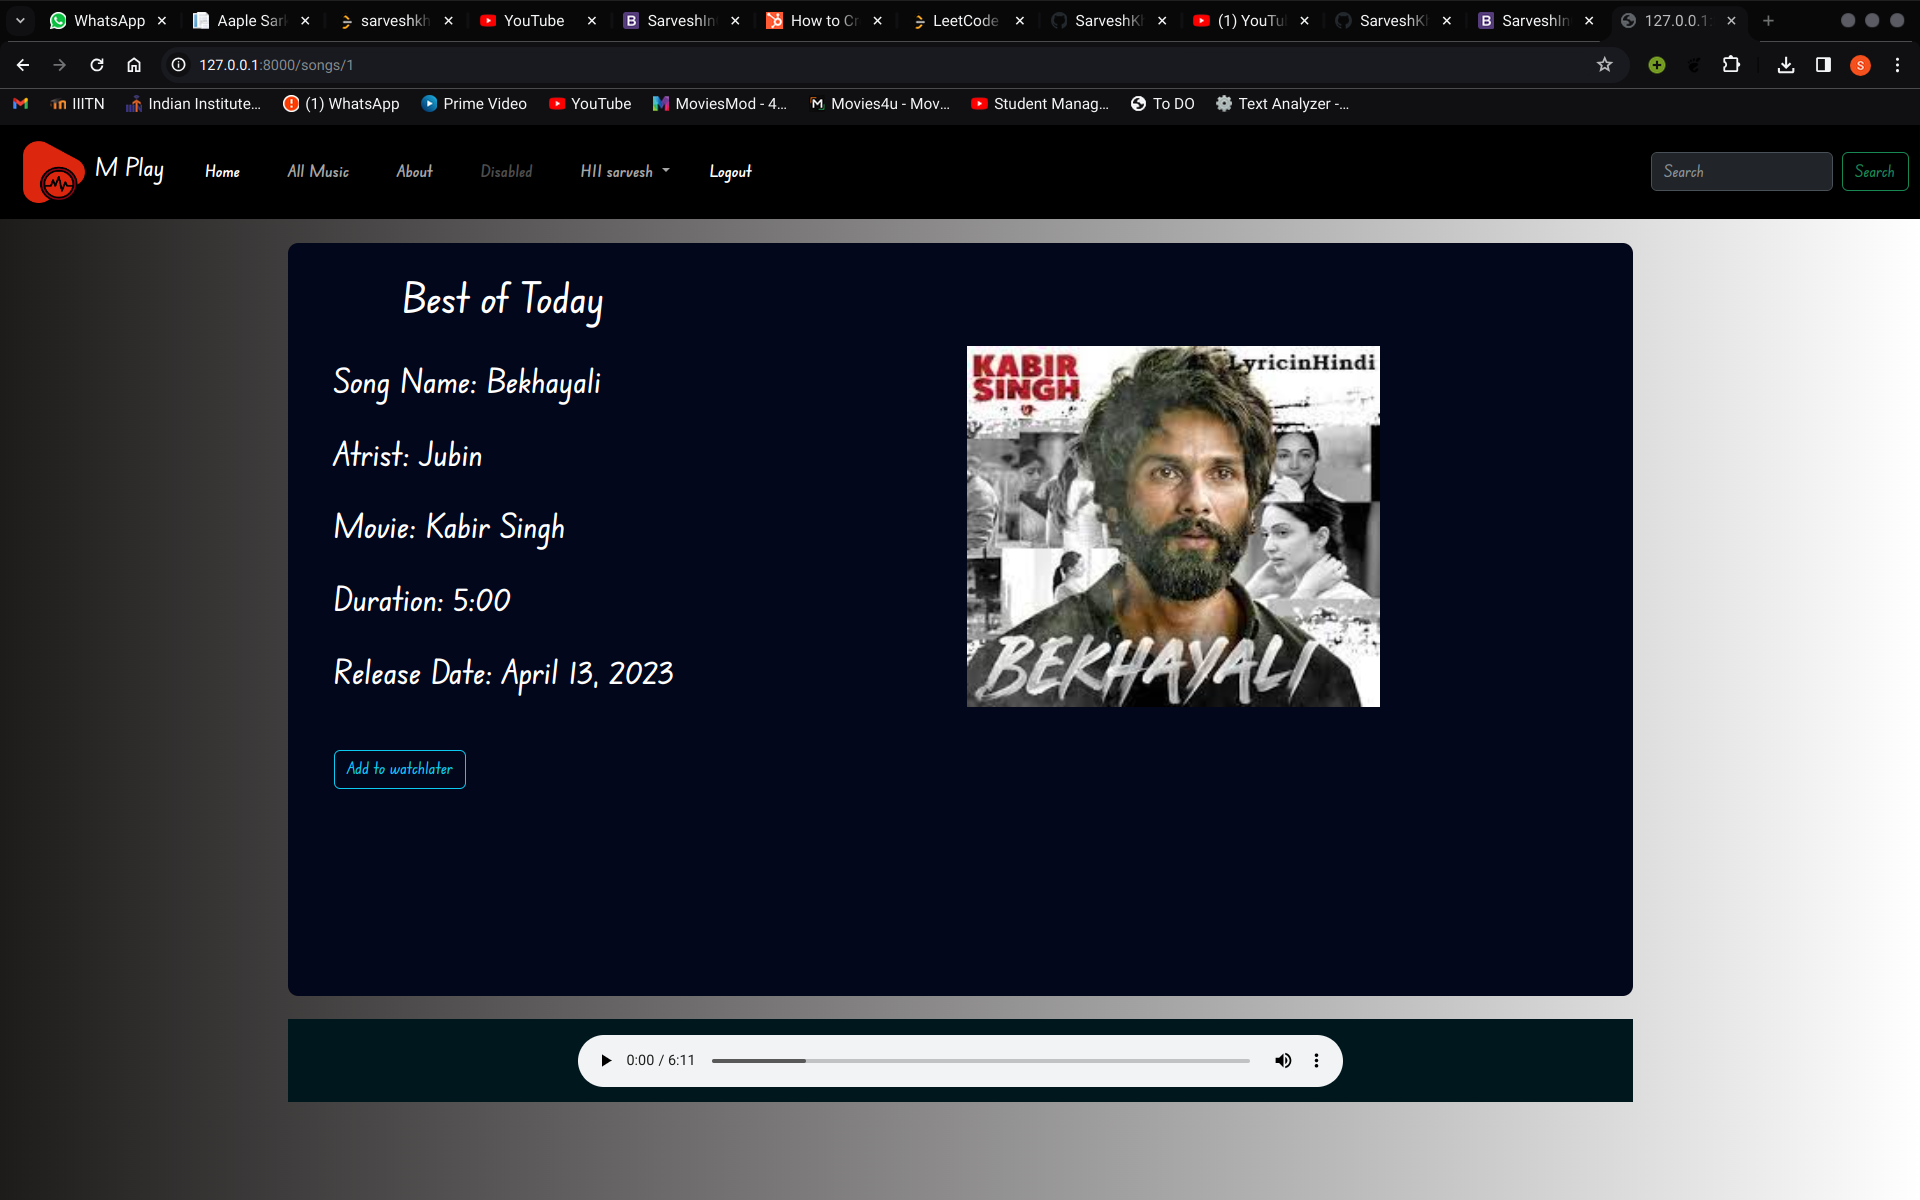 WhatsApp
Aaple Sar
sarveshkh
YouTube
SarveshIn
How to Cr
LeetCode
SarveshKh
(1) YouTu
SarveshKh
SarveshIn
127.0.0.1:
127.0.0.1:8000/songs/1
S
IIITN
Indian Institute...
(1) WhatsApp
Prime Video
YouTube
MoviesMod - 4...
Movies4u - Mov...
Student Manag...
To DO
Text Analyzer -...
M Play
Home
All Music
About
Disabled
HII sarvesh
Logout
Search
Search
Best of Today
Song Name: Bekhayali
Atrist: Jubin
Movie: Kabir Singh
Duration: 5:00
Release Date: April 13, 2023
Add to watchlater
KABIR
SINGH
LyricinHindi
BEKHAYALI
0:00 / 6:11